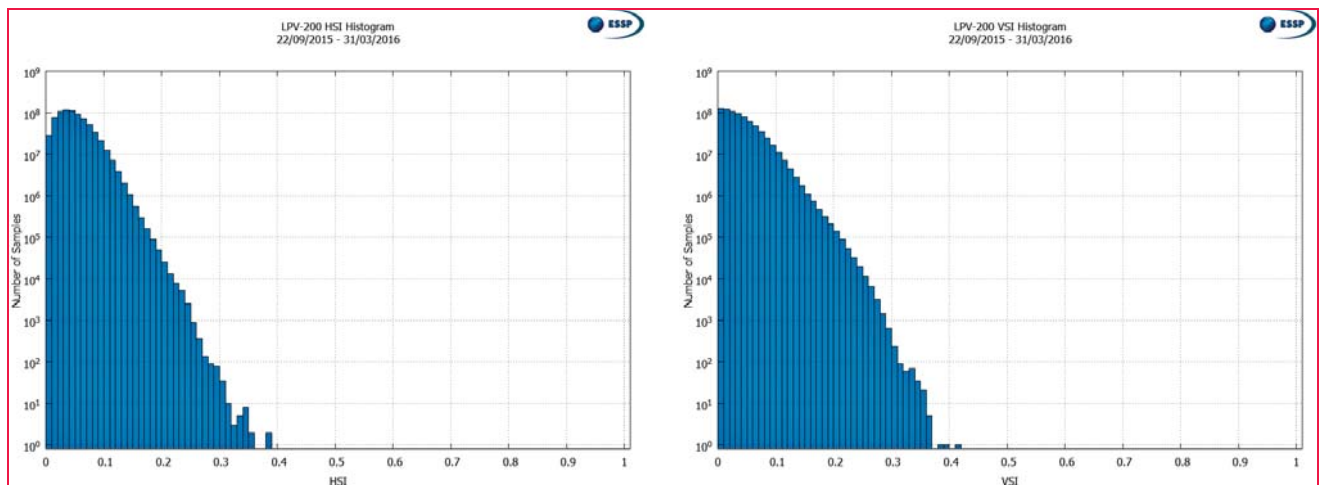 LPV-200 HSI Histogram
22/09/2015 - 31/03/2016
ESSP
10⁹
10⁸
10⁷
10⁶
10⁵
10⁴
10³
10²
10¹
10⁰
Number of Samples
0 0.1 0.2 0.3 0.4 0.5 0.6 0.7 0.8 0.9 1
HSI
LPV-200 VSI Histogram
22/09/2015 - 31/03/2016
ESSP
10⁹
10⁸
10⁷
10⁶
10⁵
10⁴
10³
10²
10¹
10⁰
Number of Samples
0 0.1 0.2 0.3 0.4 0.5 0.6 0.7 0.8 0.9 1
VSI